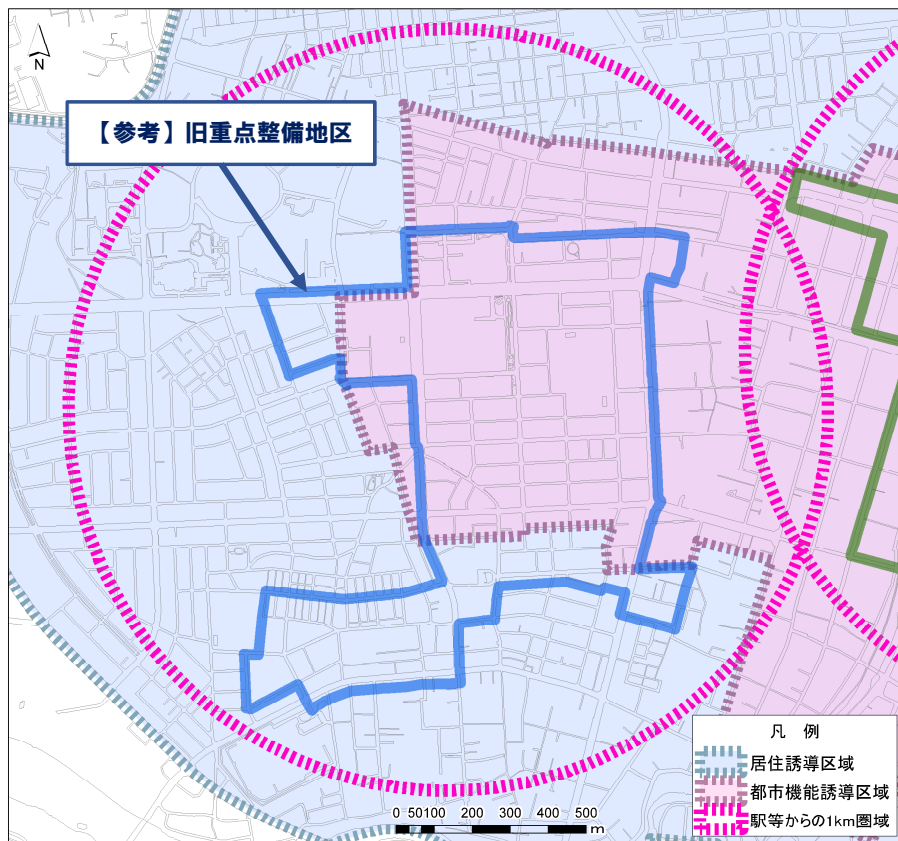 N
【参考】旧重点整備地区
凡 例
居住誘導区域
都市機能誘導区域
駅等からの1km圏域
0 50100 200 300 400 500
m